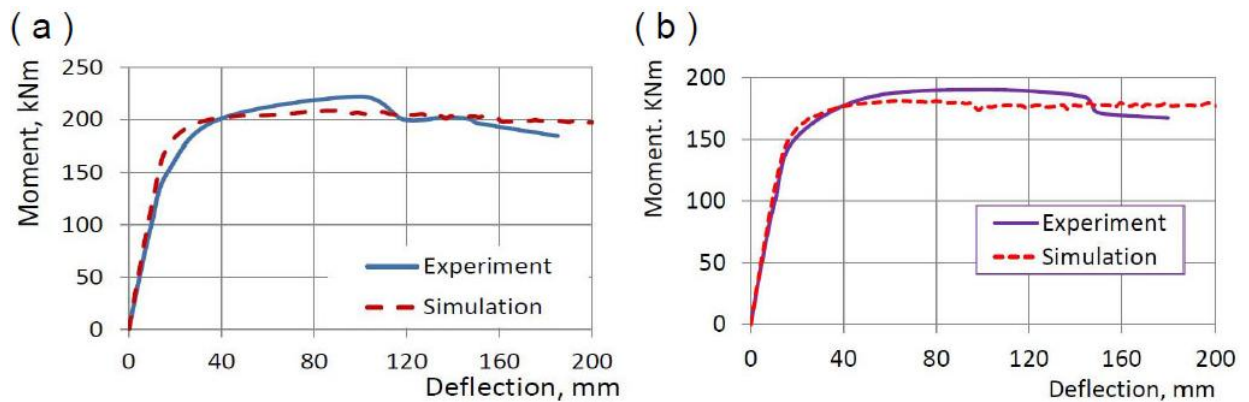 ( a )
Moment, kNm
250
200
150
100
50
0
Experiment
Simulation
0 40 80 120 160 200
Deflection, mm
( b )
Moment. KNm
200
150
100
50
0
Experiment
Simulation
0 40 80 120 160 200
Deflection, mm